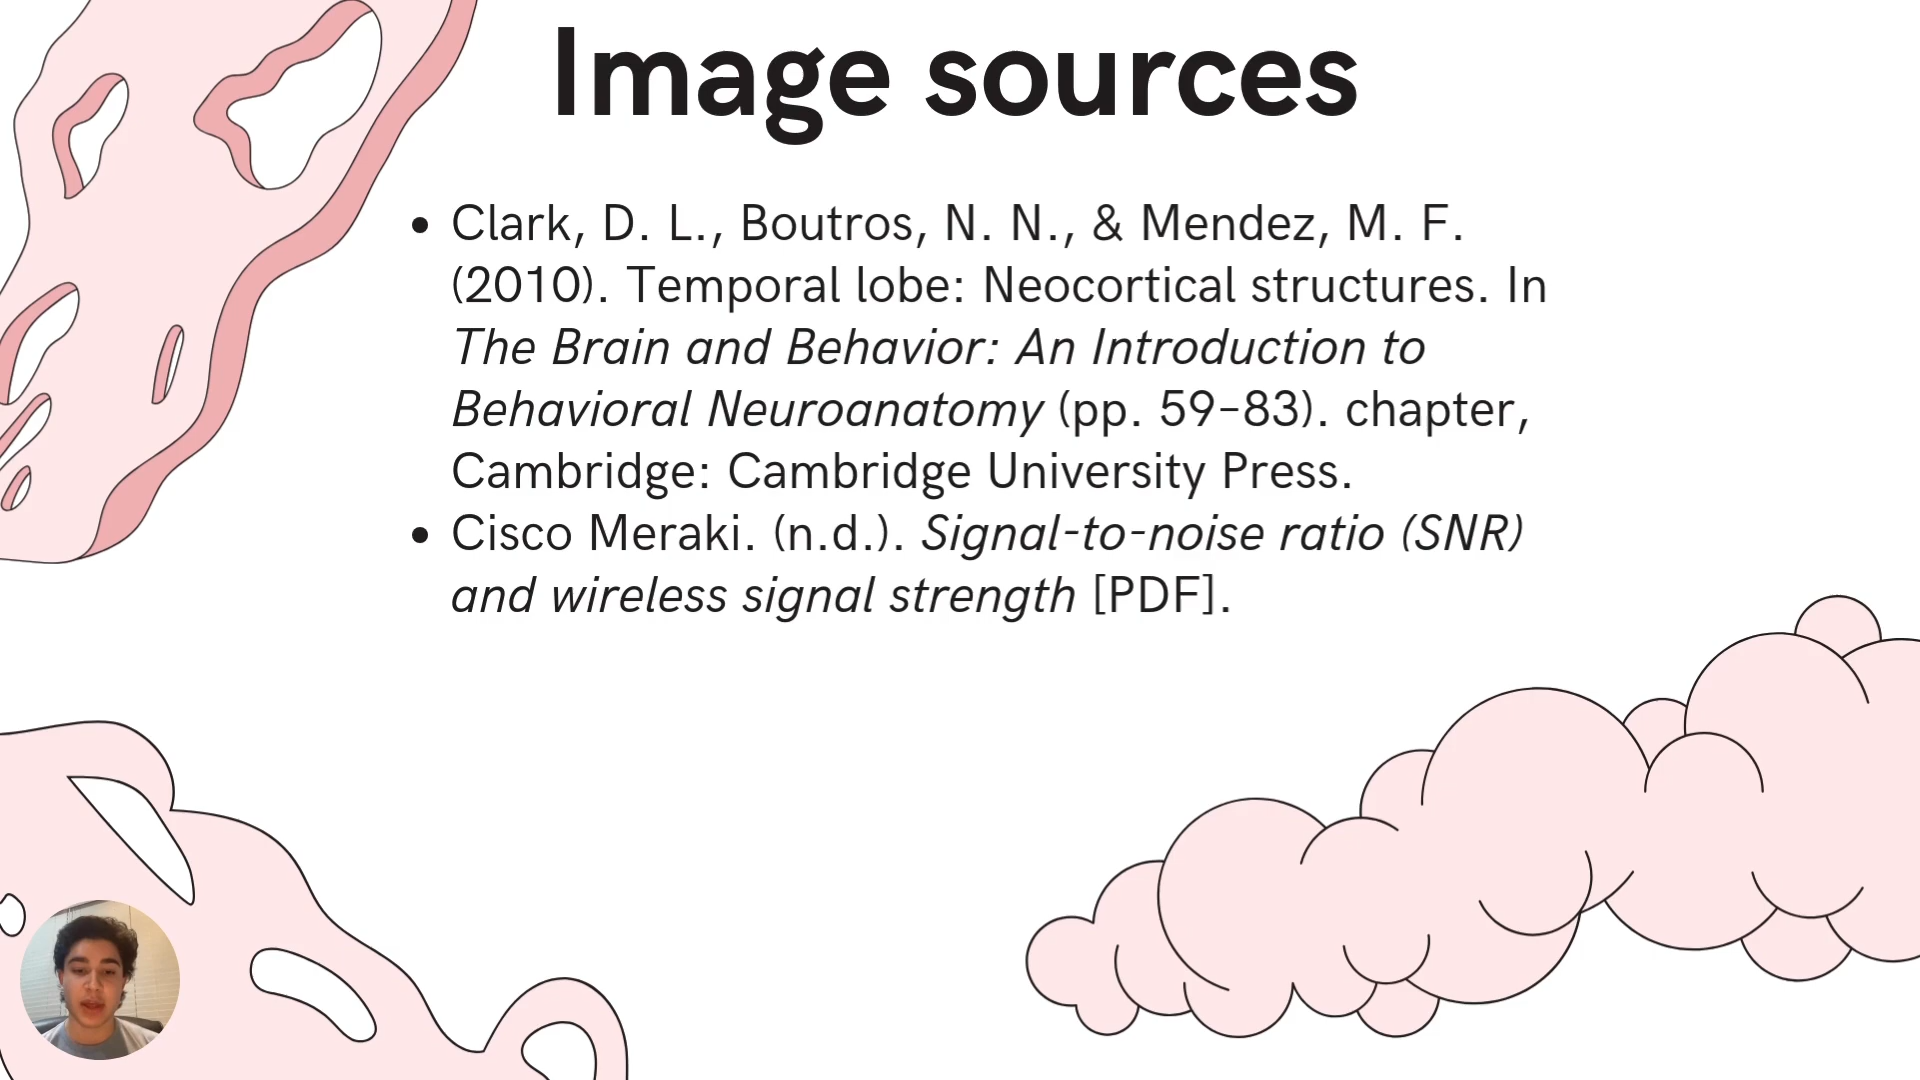 Image sources
• Clark, D. L., Boutros, N. N., & Mendez, M. F.
(2010). Temporal lobe: Neocortical structures. In
The Brain and Behavior: An Introduction to
Behavioral Neuroanatomy (pp. 59–83). chapter,
Cambridge: Cambridge University Press.
• Cisco Meraki. (n.d.). Signal-to-noise ratio (SNR)
and wireless signal strength [PDF].